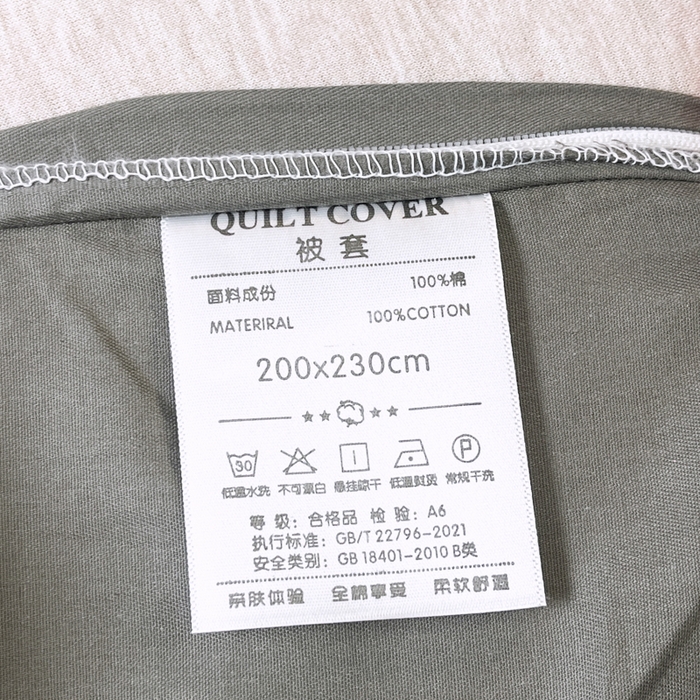 QUILT COVER
被套
面料成份 100%棉
MATERIRAL 100%COTTON
200x230cm
30 P
低温水洗 不可漂白 悬挂晾干 低温熨烫 常规干洗
等 级：合格品 检 验：A6
执行标准：GB/T 22796-2021
安全类别：GB 18401-2010 B类
亲肤体验 全棉享受 柔软舒适